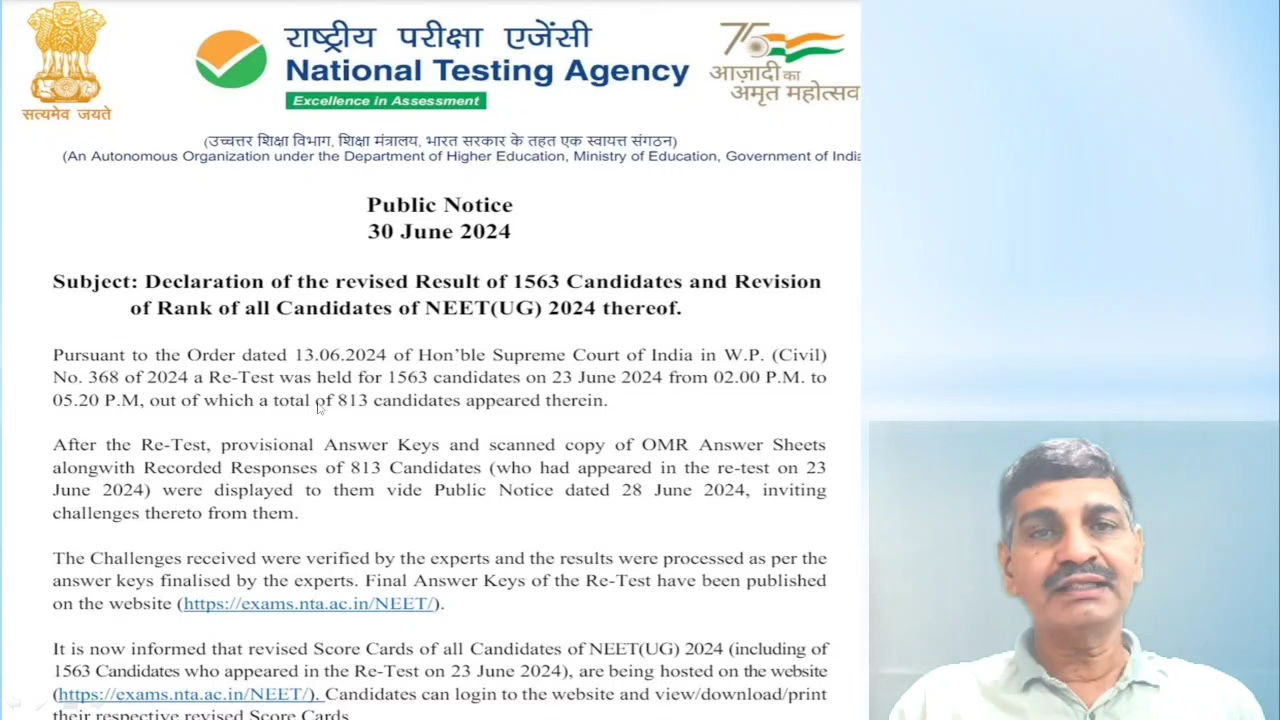 सत्यमेव जयते
राष्ट्रीय परीक्षा एजेंसी
National Testing Agency
Excellence in Assessment
75
आज़ादी का
अमृत महोत्सव
(उच्चत्तर शिक्षा विभाग, शिक्षा मंत्रालय, भारत सरकार के तहत एक स्वायत्त संगठन)
(An Autonomous Organization under the Department of Higher Education, Ministry of Education, Government of India
Public Notice
30 June 2024
Subject: Declaration of the revised Result of 1563 Candidates and Revision
of Rank of all Candidates of NEET(UG) 2024 thereof.
Pursuant to the Order dated 13.06.2024 of Hon’ble Supreme Court of India in W.P. (Civil)
No. 368 of 2024 a Re-Test was held for 1563 candidates on 23 June 2024 from 02.00 P.M. to
05.20 P.M, out of which a total of 813 candidates appeared therein.
After the Re-Test, provisional Answer Keys and scanned copy of OMR Answer Sheets
alongwith Recorded Responses of 813 Candidates (who had appeared in the re-test on 23
June 2024) were displayed to them vide Public Notice dated 28 June 2024, inviting
challenges thereto from them.
The Challenges received were verified by the experts and the results were processed as per the
answer keys finalised by the experts. Final Answer Keys of the Re-Test have been published
on the website (https://exams.nta.ac.in/NEET/).
It is now informed that revised Score Cards of all Candidates of NEET(UG) 2024 (including of
1563 Candidates who appeared in the Re-Test on 23 June 2024), are being hosted on the website
(https://exams.nta.ac.in/NEET/). Candidates can login to the website and view/download/print
their respective revised Score Cards.